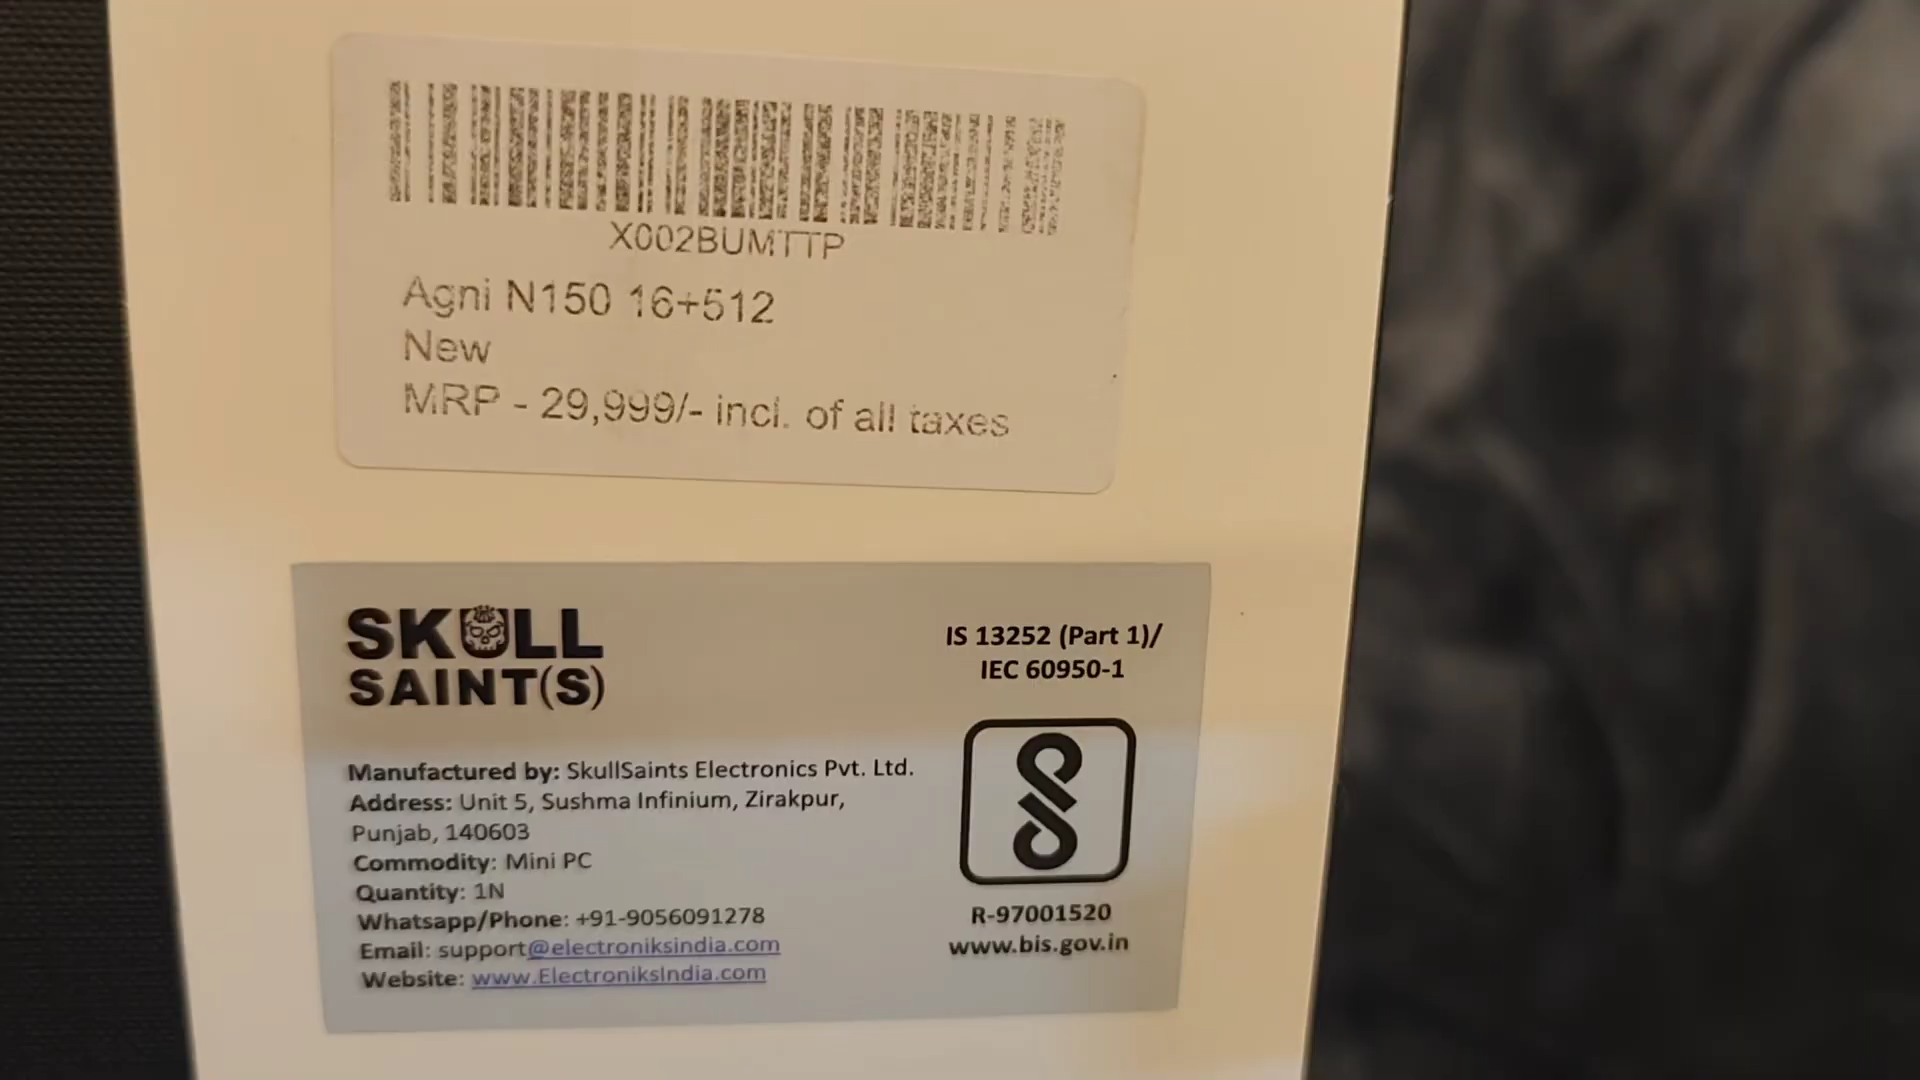 X002BUMTTP
Agni N150 16+512
New
MRP - 29,999/- incl. of all taxes
SKULL
SAINT(S)
IS 13252 (Part 1)/
IEC 60950-1
Manufactured by: SkullSaints Electronics Pvt. Ltd.
Address: Unit 5, Sushma Infinium, Zirakpur,
Punjab, 140603
Commodity: Mini PC
Quantity: 1N
Whatsapp/Phone: +91-9056091278
Email: support@electroniksindia.com
Website: www.ElectroniksIndia.com
R-97001520
www.bis.gov.in